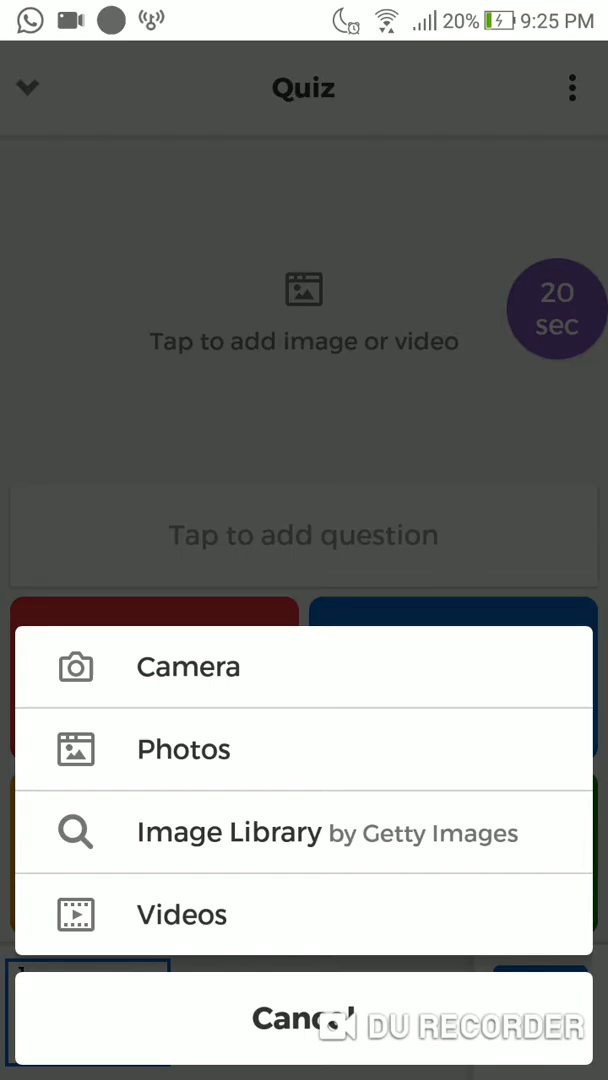 20% 9:25 PM
Quiz
20
sec
Tap to add image or video
Tap to add question
Camera
Photos
Image Library by Getty Images
Videos
Cancel
DU RECORDER